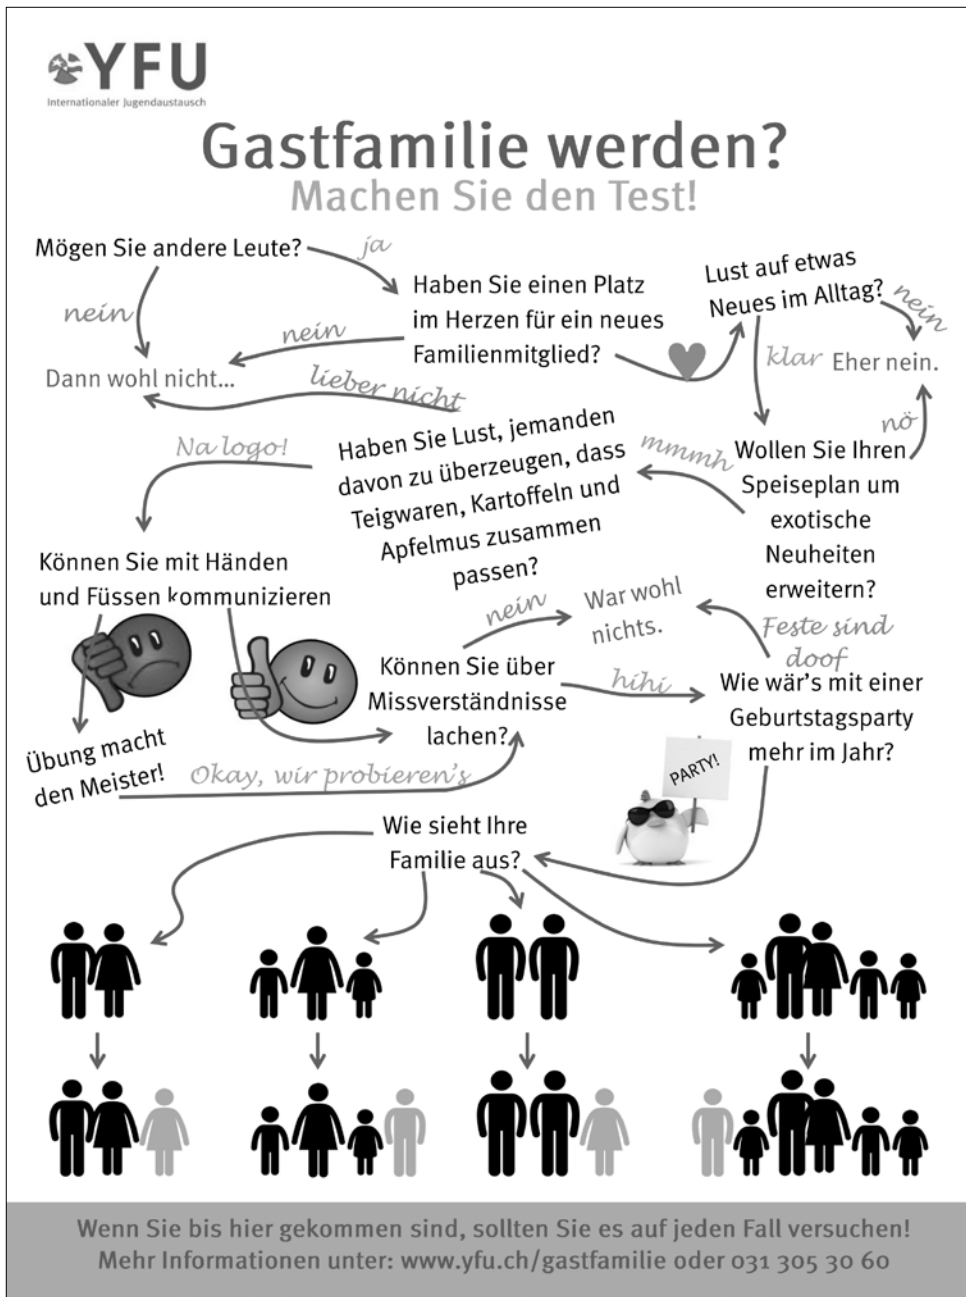 YFU
Internationaler Jugendaustausch
Gastfamilie werden?
Machen Sie den Test!
Mögen Sie andere Leute?
ja
nein
Haben Sie einen Platz
im Herzen für ein neues
Familienmitglied?
nein
Dann wohl nicht...
Lust auf etwas
Neues im Alltag?
nein
klar
Eher nein.
lieber nicht
nö
Wollen Sie Ihren
Speiseplan um
exotische
Neuheiten
erweitern?
mmmh
Haben Sie Lust, jemanden
davon zu überzeugen, dass
Teigwaren, Kartoffeln und
Apfelmus zusammen
passen?
Na logo!
Können Sie mit Händen
und Füssen kommunizieren
Übung macht
den Meister!
Okay, wir probieren's
Können Sie über
Missverständnisse
lachen?
nein
War wohl
nichts.
hihi
Feste sind
doof
Wie wär's mit einer
Geburtstagsparty
mehr im Jahr?
PARTY!
Wie sieht Ihre
Familie aus?
Wenn Sie bis hier gekommen sind, sollten Sie es auf jeden Fall versuchen!
Mehr Informationen unter: www.yfu.ch/gastfamilie oder 031 305 30 60